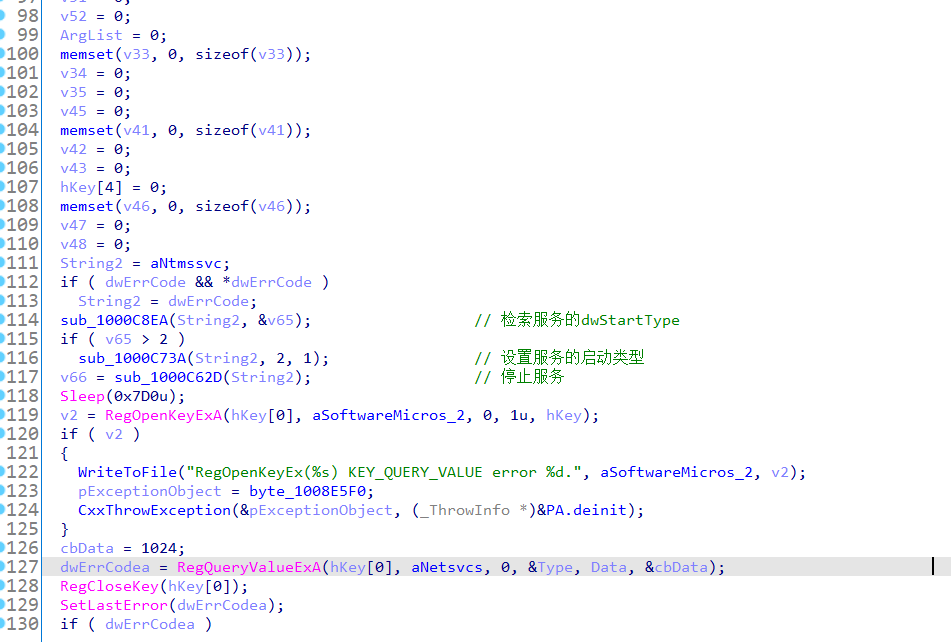 98 v52 = 0;
99 ArgList = 0;
100 memset(v33, 0, sizeof(v33));
101 v34 = 0;
102 v35 = 0;
103 v45 = 0;
104 memset(v41, 0, sizeof(v41));
105 v42 = 0;
106 v43 = 0;
107 hKey[4] = 0;
108 memset(v46, 0, sizeof(v46));
109 v47 = 0;
110 v48 = 0;
111 String2 = aNtmssvc;
112 if ( dwErrCode && *dwErrCode )
113 String2 = dwErrCode;
114 sub_1000C8EA(String2, &v65); // 检索服务的dwStartType
115 if ( v65 > 2 )
116 sub_1000C73A(String2, 2, 1); // 设置服务的启动类型
117 v66 = sub_1000C62D(String2); // 停止服务
118 Sleep(0x7D0u);
119 v2 = RegOpenKeyExA(hKey[0], aSoftwareMicros_2, 0, 1u, hKey);
120 if ( v2 )
121 {
122 WriteToFile("RegOpenKeyEx(%s) KEY_QUERY_VALUE error %d.", aSoftwareMicros_2, v2);
123 pExceptionObject = byte_1008E5F0;
124 CxxThrowException(&pExceptionObject, (_ThrowInfo *)&PA.deinit);
125 }
126 cbData = 1024;
127 dwErrCodea = RegQueryValueExA(hKey[0], aNetsvcs, 0, &Type, Data, &cbData);
128 RegCloseKey(hKey[0]);
129 SetLastError(dwErrCodea);
130 if ( dwErrCodea )